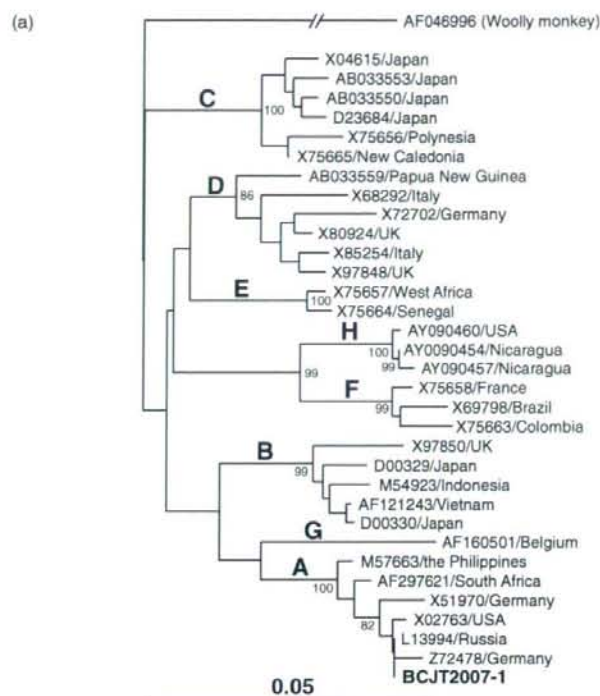 (a)
AF046996 (Woolly monkey)
X04615/Japan
AB033553/Japan
C
AB033550/Japan
100
D23684/Japan
X75656/Polynesia
X75665/New Caledonia
AB033559/Papua New Guinea
D
86
X68292/Italy
X72702/Germany
X80924/UK
X85254/Italy
X97848/UK
E
X75657/West Africa
100
X75664/Senegal
H
AY090460/USA
100
AY0090454/Nicaragua
99
AY090457/Nicaragua
99
F
X75658/France
99
X69798/Brazil
X75663/Colombia
B
X97850/UK
99
D00329/Japan
M54923/Indonesia
AF121243/Vietnam
D00330/Japan
G
AF160501/Belgium
A
M57663/the Philippines
100
AF297621/South Africa
X51970/Germany
82
X02763/USA
L13994/Russia
Z72478/Germany
BCJT2007-1
0.05